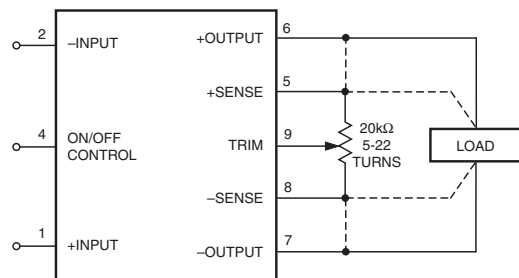 2
–INPUT
+OUTPUT
6
+SENSE
5
4
ON/OFF
CONTROL
TRIM
9
20kΩ
5-22
TURNS
LOAD
–SENSE
8
1
+INPUT
–OUTPUT
7